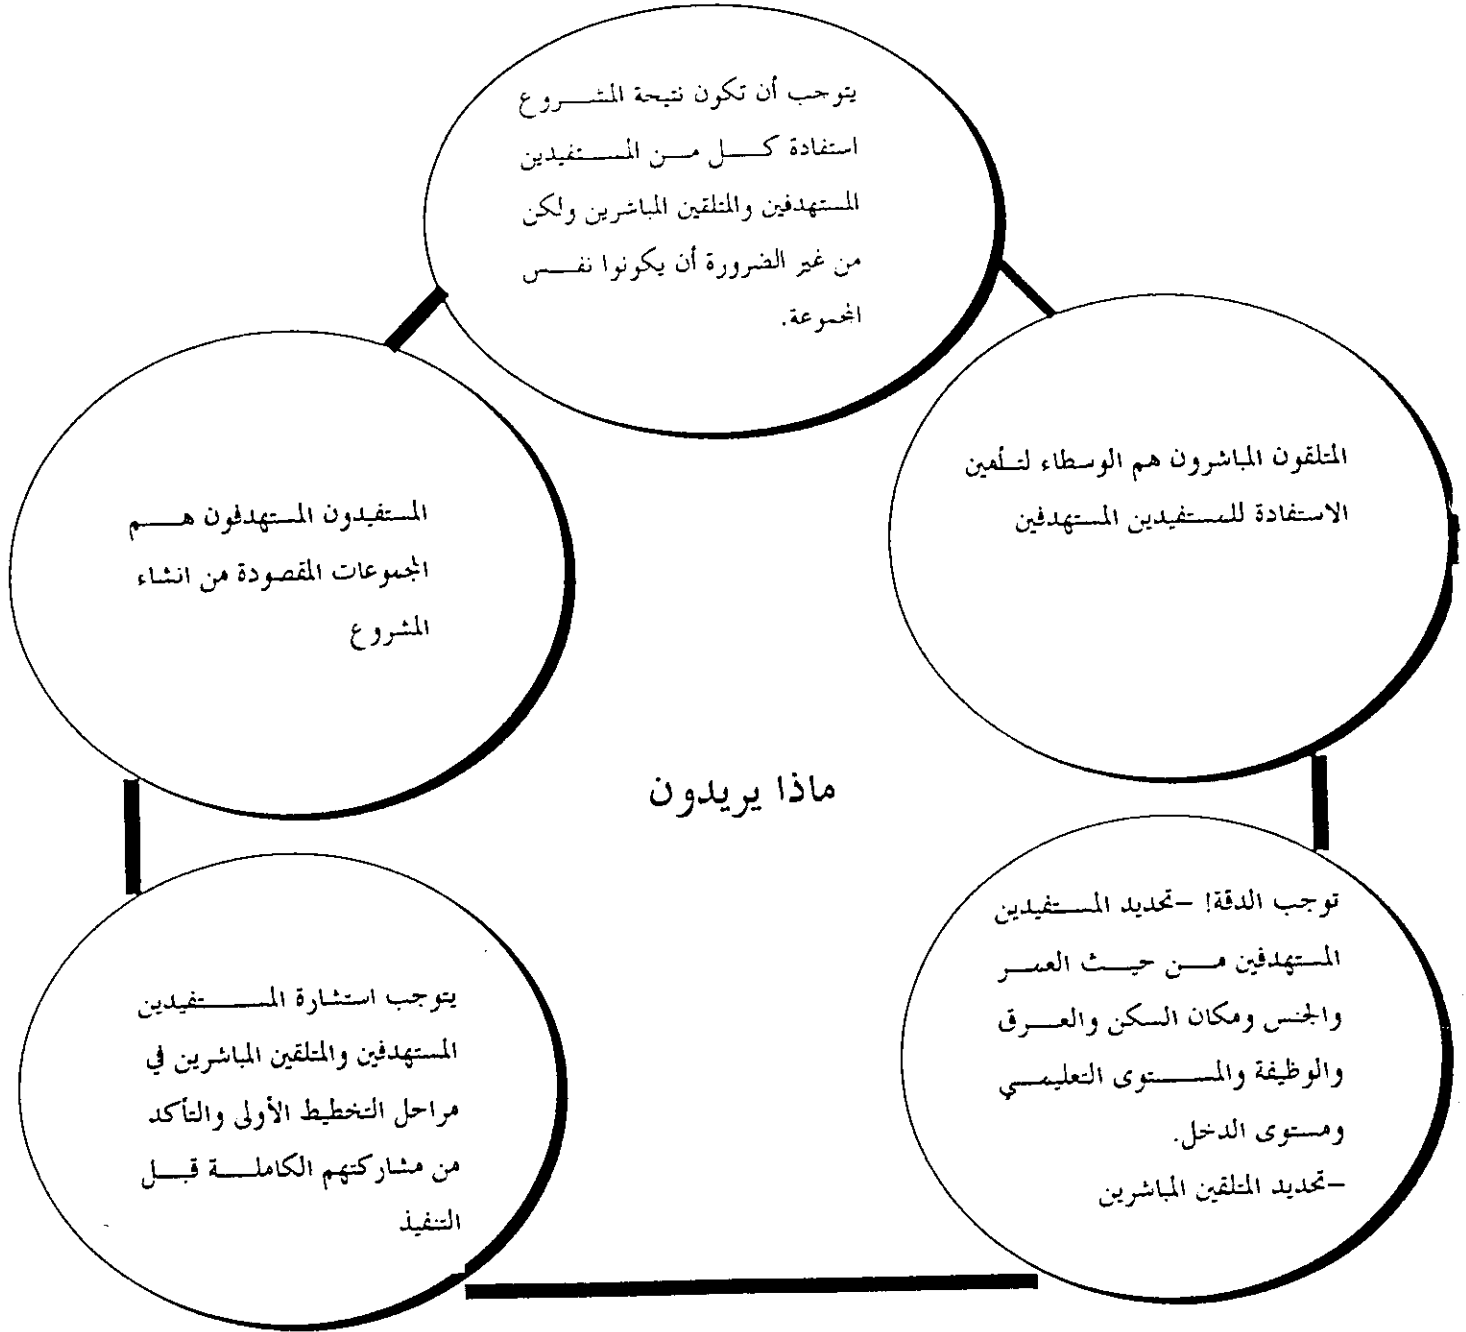 يتوجب أن تكون نتيجة المشروع
استفادة كل من المستفيدين
المستهدفين والمتلقين المباشرين ولكن
من غير الضرورة أن يكونوا نفس
المجموعة.
المتلقون المباشرون هم الوسطاء لتأمين
الاستفادة للمستفيدين المستهدفين
المستفيدون المستهدفون هم
المجموعات المقصودة من انشاء
المشروع
ماذا يريدون
توجب الدقة! -تحديد المستفيدين
المستهدفين من حيث العمر
والجنس ومكان السكن والعرق
والوظيفة والمستوى التعليمي
ومستوى الدخل.
-تحديد المتلقين المباشرين
يتوجب استشارة المستفيدين
المستهدفين والمتلقين المباشرين في
مراحل التخطيط الأولى والتأكد
من مشاركتهم الكاملة قبل
التنفيذ